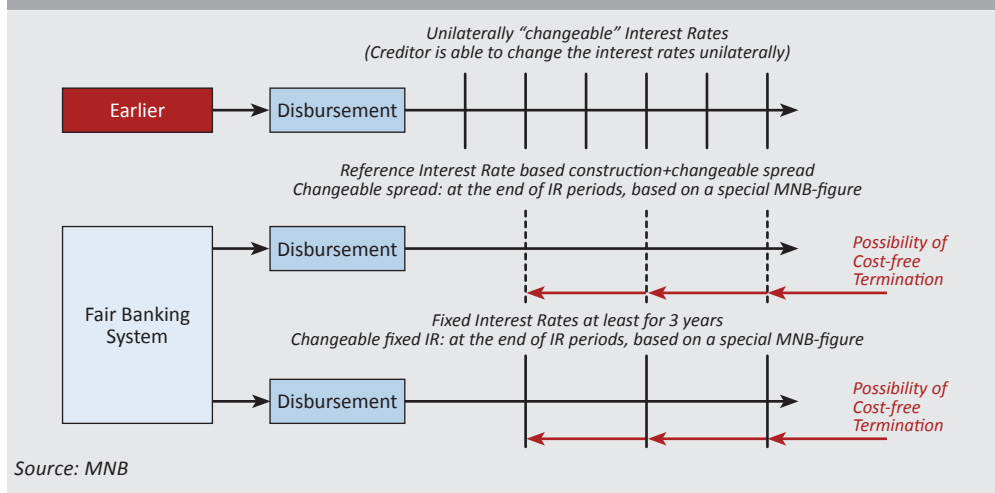 Unilaterally “changeable” Interest Rates
(Creditor is able to change the interest rates unilaterally)
Earlier
Disbursement
Reference Interest Rate based construction+changeable spread
Changeable spread: at the end of IR periods, based on a special MNB-figure
Disbursement
Possibility of
Cost-free
Termination
Fair Banking
System
Fixed Interest Rates at least for 3 years
Changeable fixed IR: at the end of IR periods, based on a special MNB-figure
Disbursement
Possibility of
Cost-free
Termination
Source: MNB